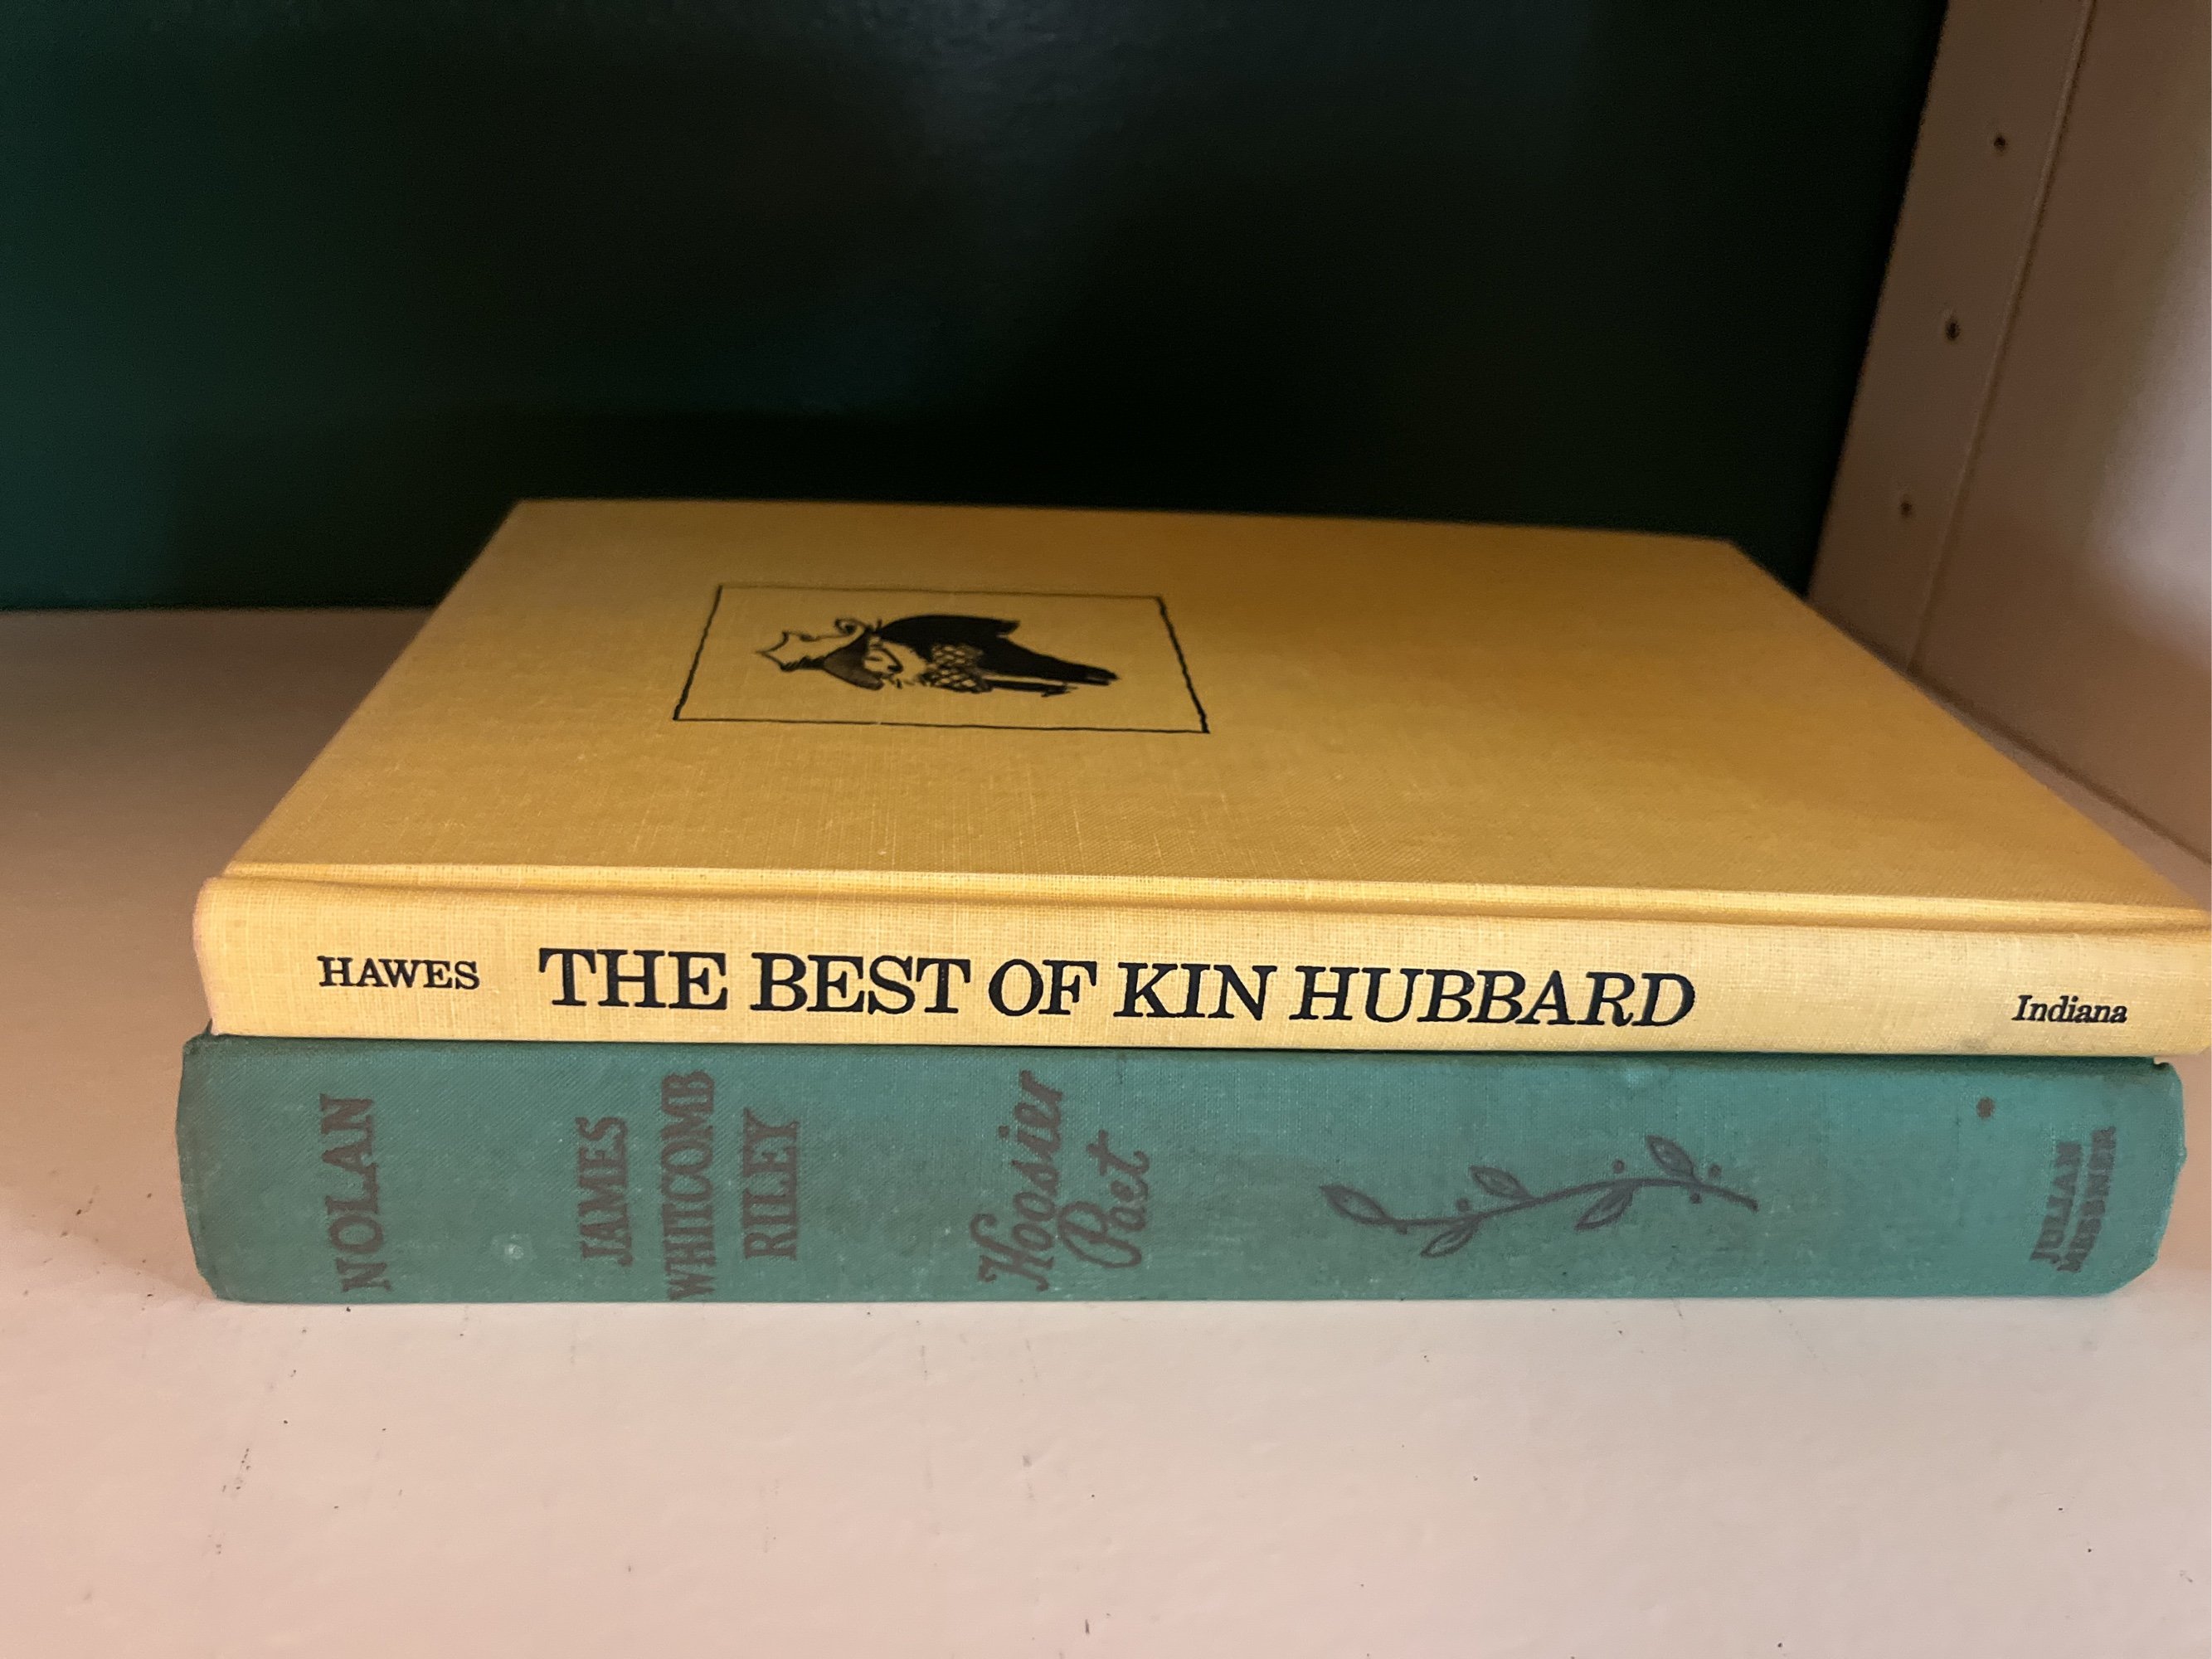 HAWES THE BEST OF KIN HUBBARD Indiana
NOLAN
JAMES
WHITCOMB
RILEY
Hoosier
Poet
JULIAN
MESSNER